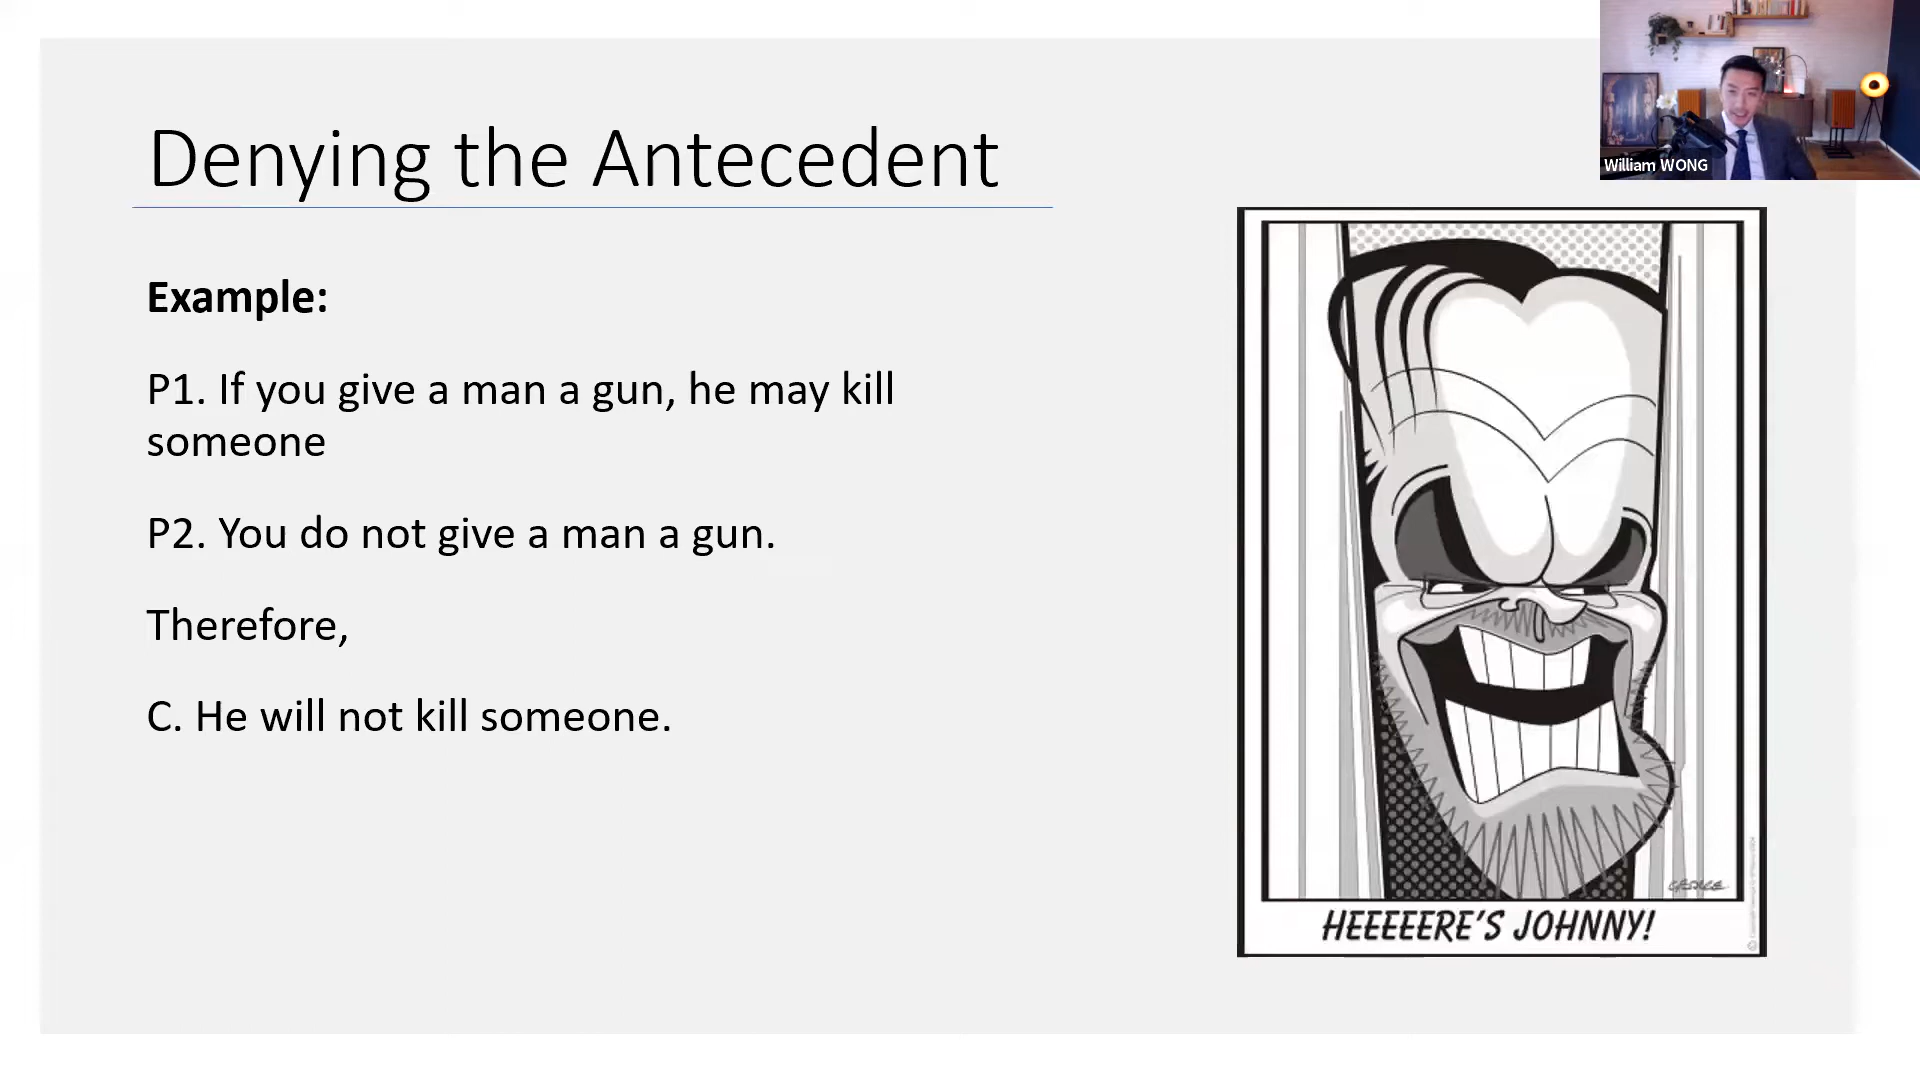 William WONG
Denying the Antecedent
Example:
P1. If you give a man a gun, he may kill
someone
P2. You do not give a man a gun.
Therefore,
C. He will not kill someone.
HEEEEERE'S JOHNNY!